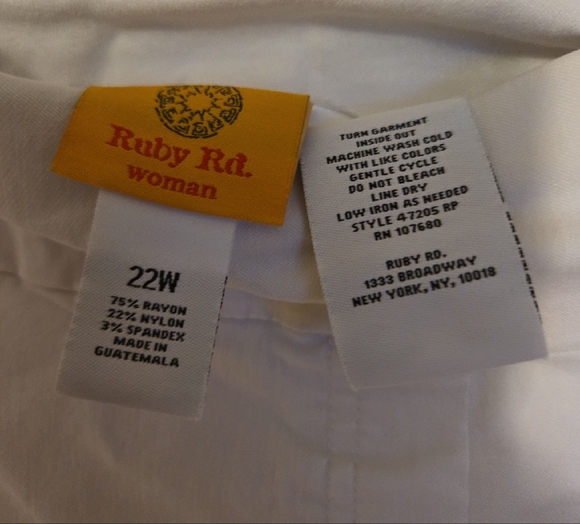 Ruby Rd.
woman
22W
75% RAYON
22% NYLON
3% SPANDEX
MADE IN
GUATEMALA
TURN GARMENT
INSIDE OUT
MACHINE WASH COLD
WITH LIKE COLORS
GENTLE CYCLE
DO NOT BLEACH
LINE DRY
LOW IRON AS NEEDED
STYLE 47205 RP
RN 107680
RUBY RD.
1333 BROADWAY
NEW YORK, NY, 10018